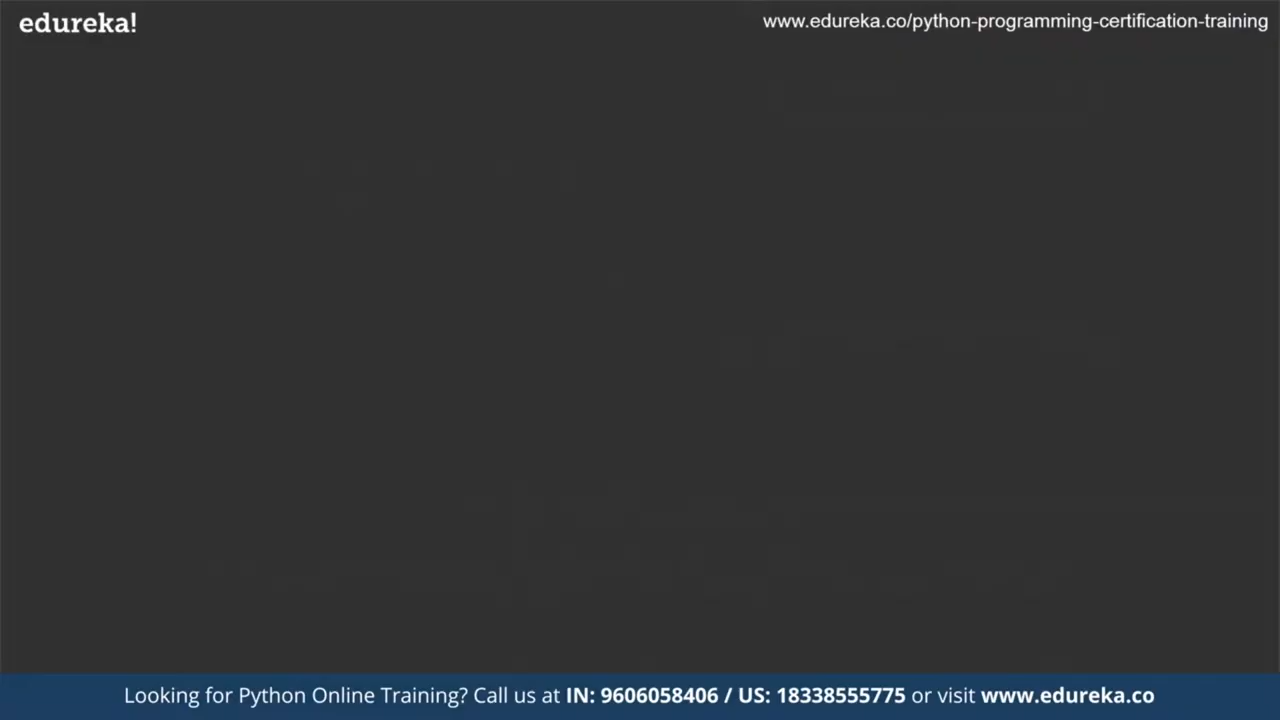 edureka!
www.edureka.co/python-programming-certification-training
Looking for Python Online Training? Call us at IN: 9606058406 / US: 18338555775 or visit www.edureka.co